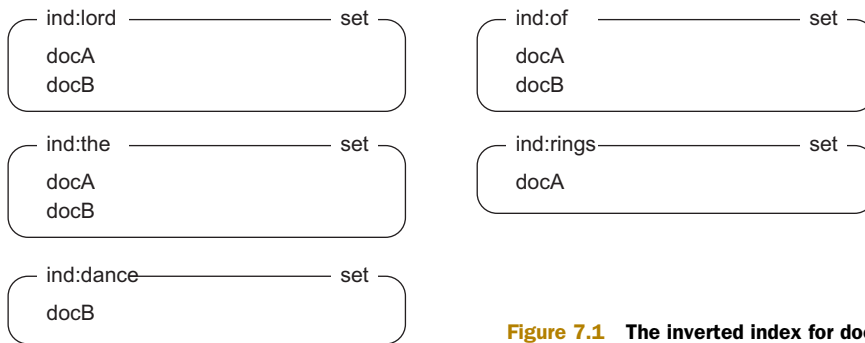 ind:lord set
docA
docB
ind:of set
docA
docB
ind:the set
docA
docB
ind:rings set
docA
ind:dance set
docB
Figure 7.1 The inverted index for